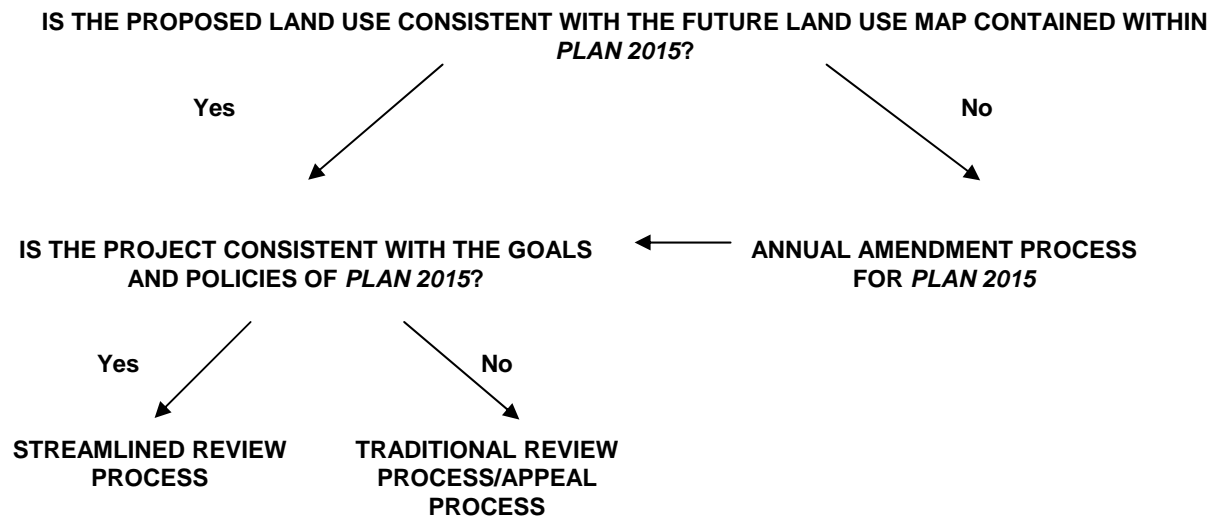 IS THE PROPOSED LAND USE CONSISTENT WITH THE FUTURE LAND USE MAP CONTAINED WITHIN
PLAN 2015?
Yes
No
IS THE PROJECT CONSISTENT WITH THE GOALS
AND POLICIES OF PLAN 2015?
ANNUAL AMENDMENT PROCESS
FOR PLAN 2015
Yes
No
STREAMLINED REVIEW
PROCESS
TRADITIONAL REVIEW
PROCESS/APPEAL
PROCESS